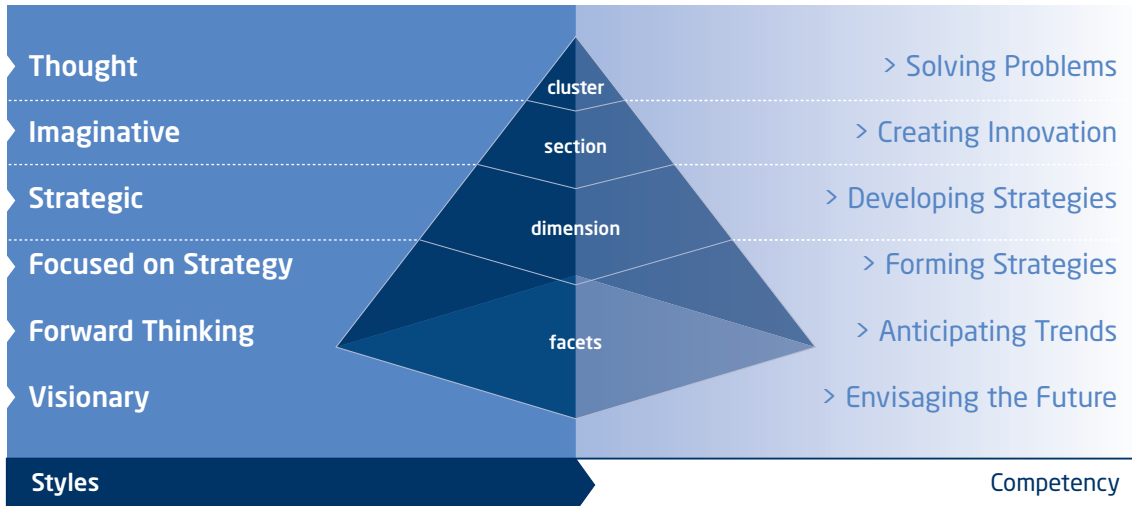 Thought
cluster
> Solving Problems
Imaginative
section
> Creating Innovation
Strategic
dimension
> Developing Strategies
Focused on Strategy
> Forming Strategies
Forward Thinking
facets
> Anticipating Trends
Visionary
> Envisaging the Future
Styles
Competency